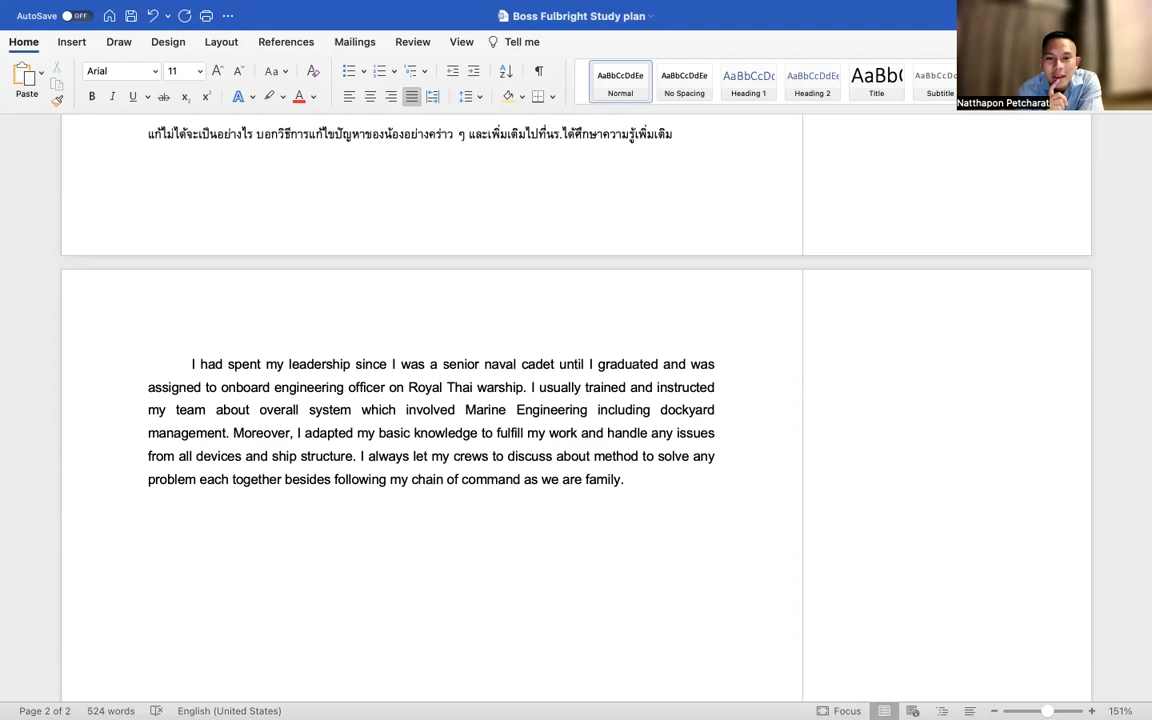 AutoSave OFF
Boss Fulbright Study plan
Home Insert Draw Design Layout References Mailings Review View Tell me
Paste
Arial 11
AaBbCcDdEe Normal
AaBbCcDdEe No Spacing
AaBbCcDc Heading 1
AaBbCcDdEe Heading 2
AaBb( Title
AaBbCcDdEe Subtitle
Natthapon Petcharat
แก้ไม่ได้จะเป็นอย่างไร บอกวิธีการแก้ไขปัญหาของน้องอย่างคร่าว ๆ และเพิ่มเติมไปที่นร.ได้ศึกษาความรู้เพิ่มเติม
I had spent my leadership since I was a senior naval cadet until I graduated and was
assigned to onboard engineering officer on Royal Thai warship. I usually trained and instructed
my team about overall system which involved Marine Engineering including dockyard
management. Moreover, I adapted my basic knowledge to fulfill my work and handle any issues
from all devices and ship structure. I always let my crews to discuss about method to solve any
problem each together besides following my chain of command as we are family.
Page 2 of 2 524 words English (United States) Focus 151%